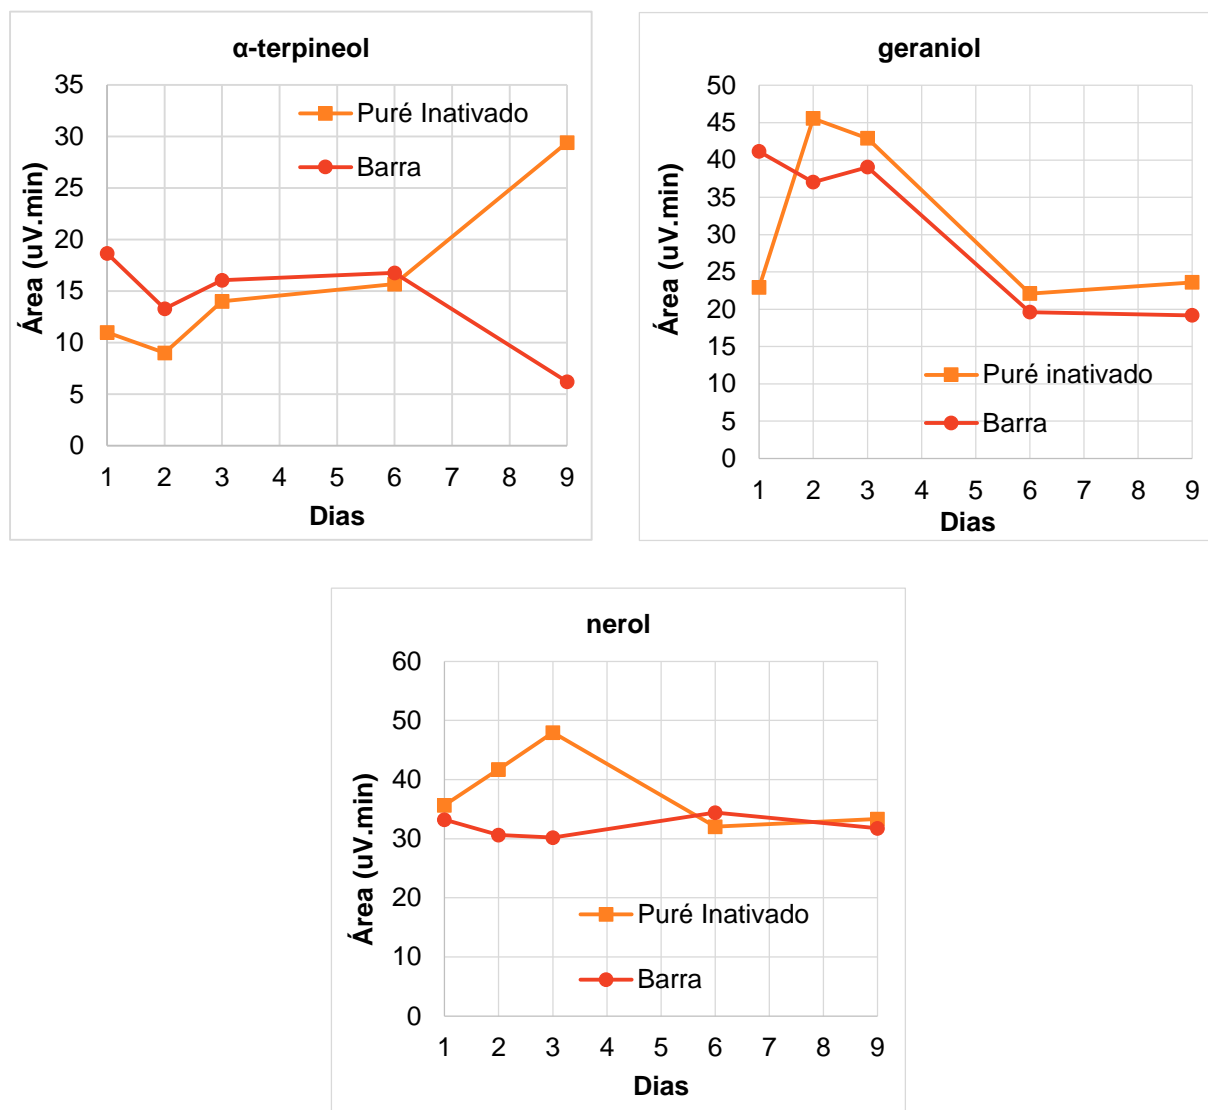 α-terpineol
35
30
25
20
15
10
5
0
Área (uV.min)
Puré Inativado
Barra
1 2 3 4 5 6 7 8 9
Dias
geraniol
50
45
40
35
30
25
20
15
10
5
0
Área (uV.min)
Puré inativado
Barra
1 2 3 4 5 6 7 8 9
Dias
nerol
60
50
40
30
20
10
0
Área (uV.min)
Puré Inativado
Barra
1 2 3 4 5 6 7 8 9
Dias